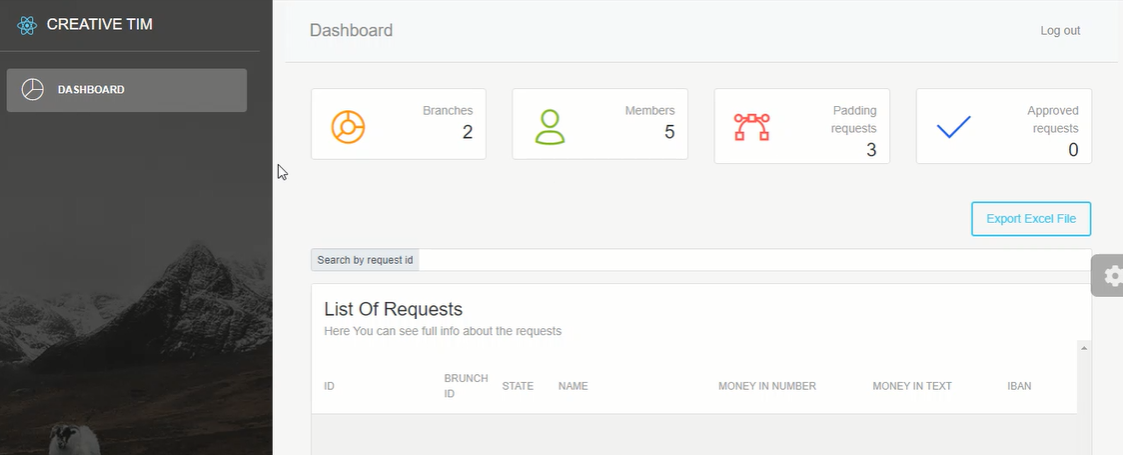 CREATIVE TIM
DASHBOARD
Dashboard
Log out
Branches
2
Members
5
Padding
requests
3
Approved
requests
0
Export Excel File
Search by request id
List Of Requests
Here You can see full info about the requests
ID
BRUNCH
ID
STATE
NAME
MONEY IN NUMBER
MONEY IN TEXT
IBAN